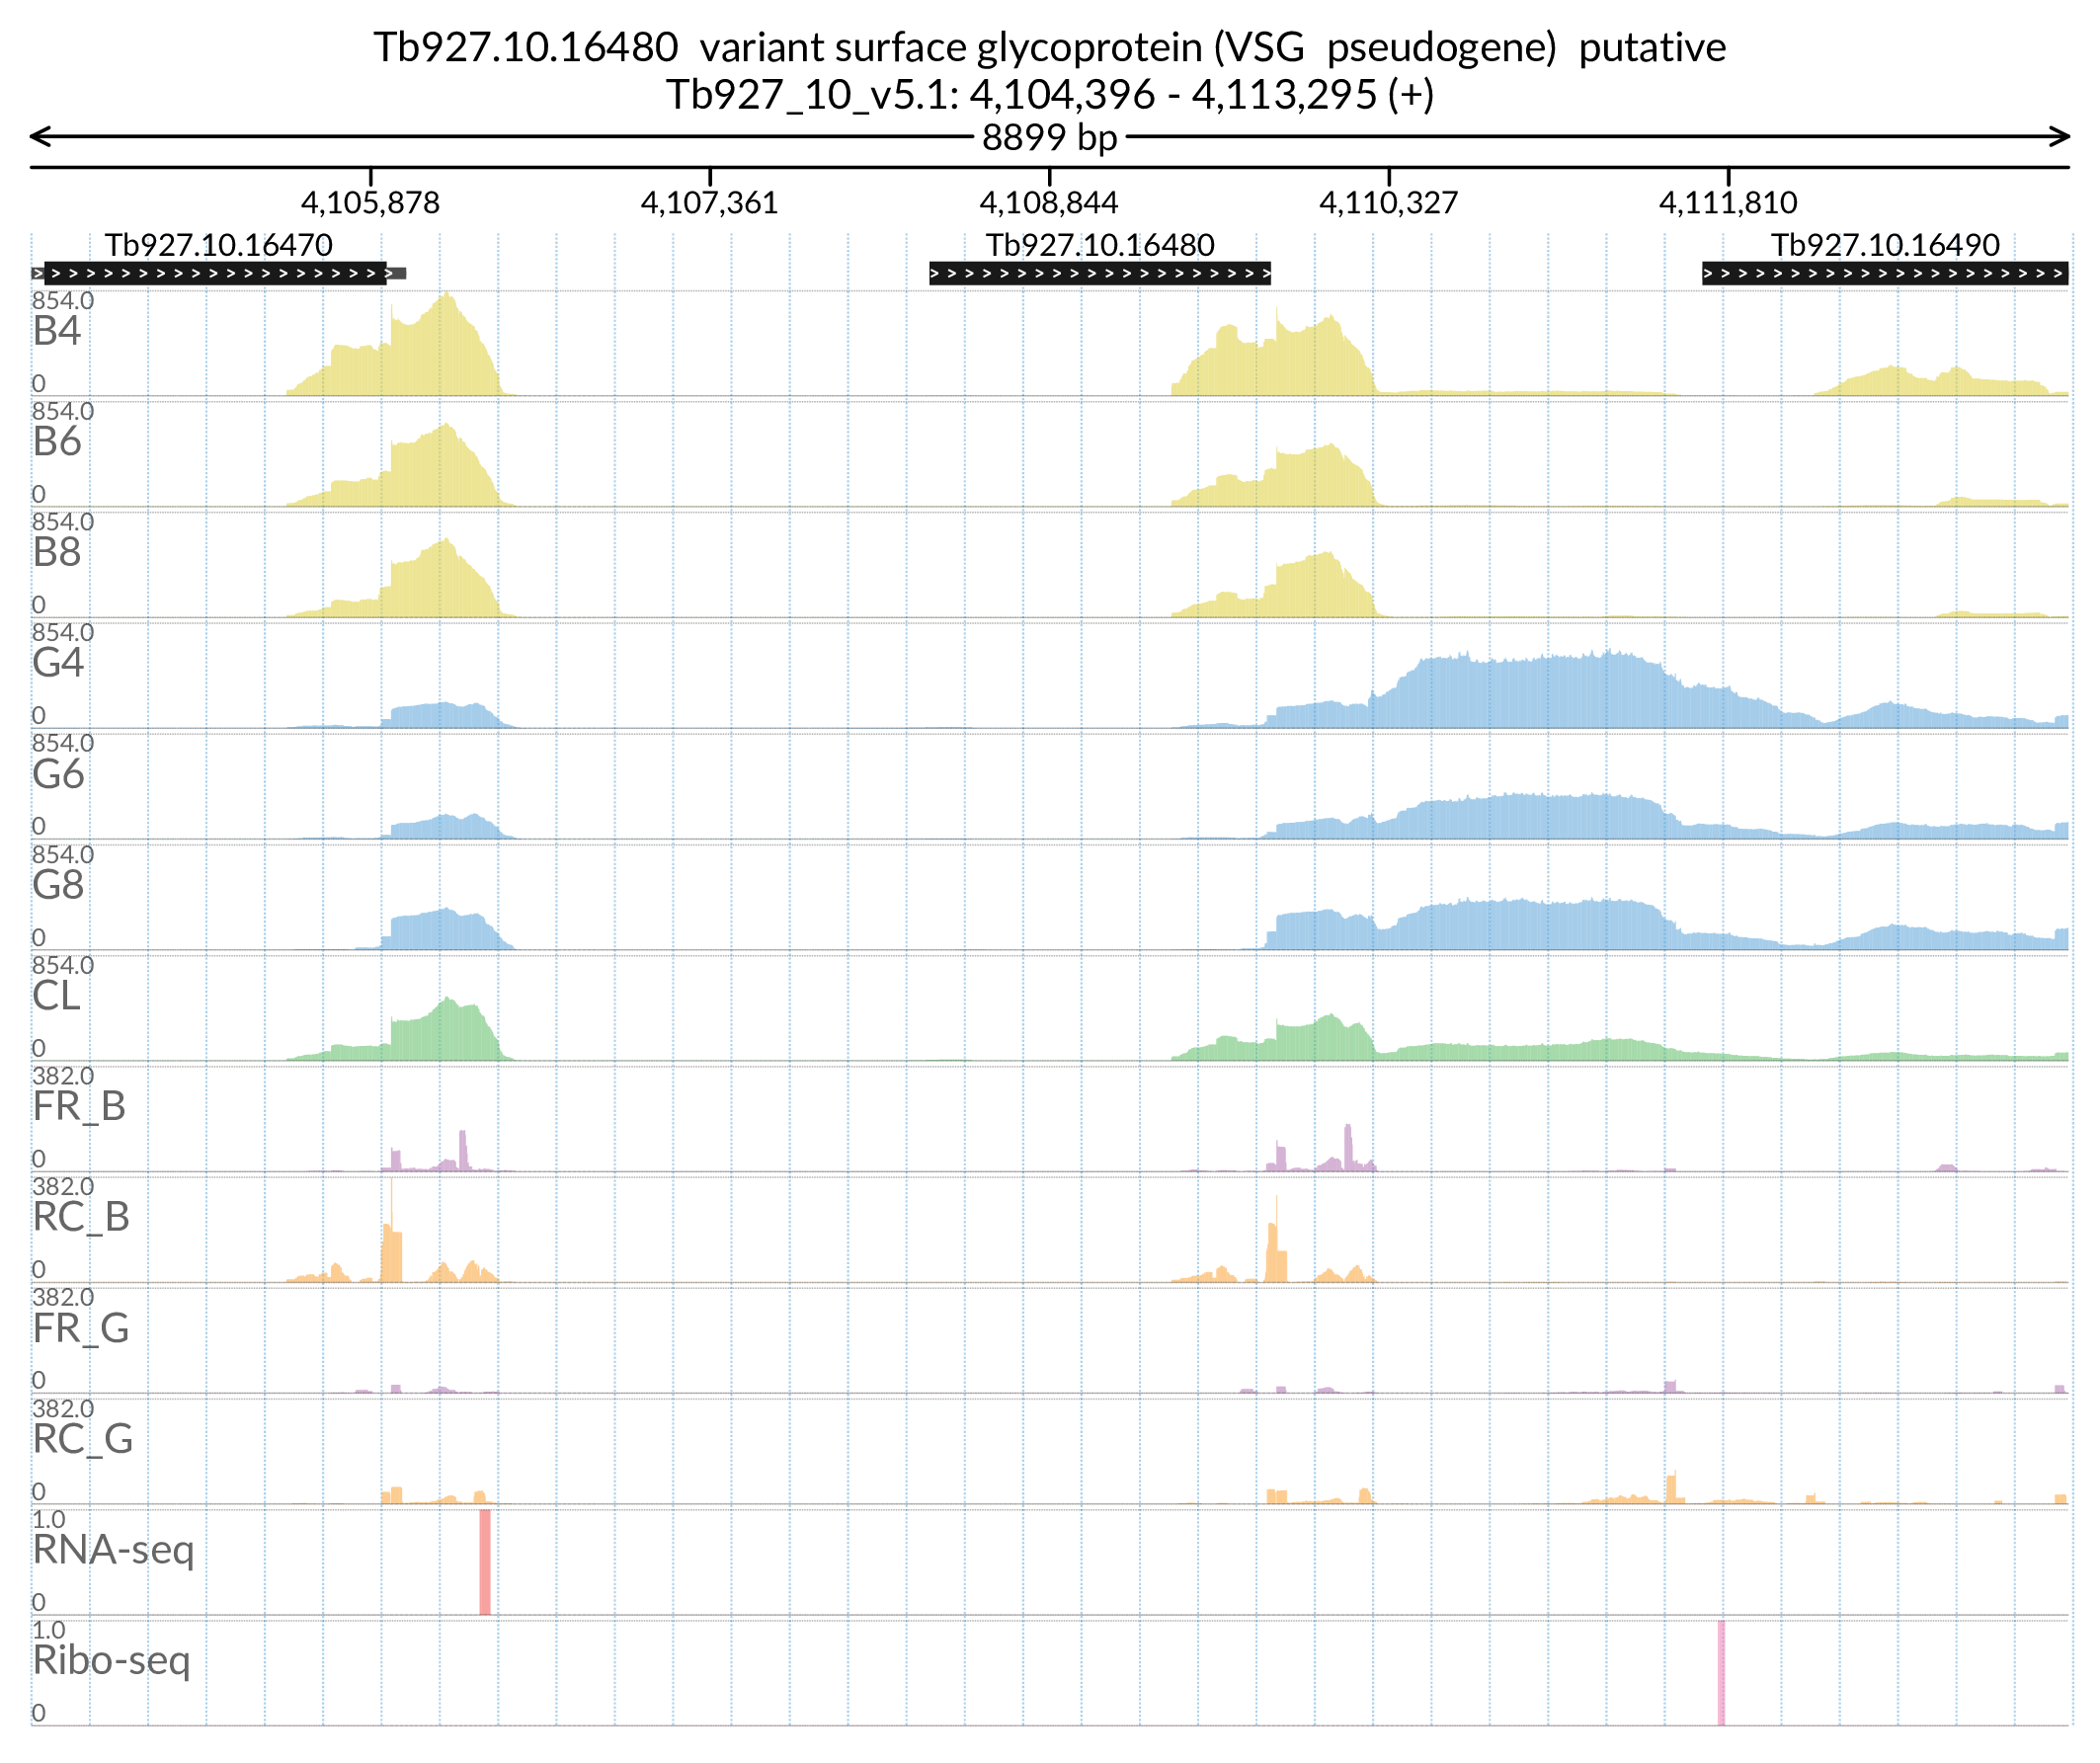 Tb927.10.16480 variant surface glycoprotein (VSG pseudogene) putative
Tb927_10_v5.1: 4,104,396 - 4,113,295 (+)
8899 bp
4,105,878 4,107,361 4,108,844 4,110,327 4,111,810
Tb927.10.16470 Tb927.10.16480 Tb927.10.16490
854.0
B4
0
854.0
B6
0
854.0
B8
0
854.0
G4
0
854.0
G6
0
854.0
G8
0
854.0
CL
0
382.0
FR_B
0
382.0
RC_B
0
382.0
FR_G
0
382.0
RC_G
0
1.0
RNA-seq
0
1.0
Ribo-seq
0